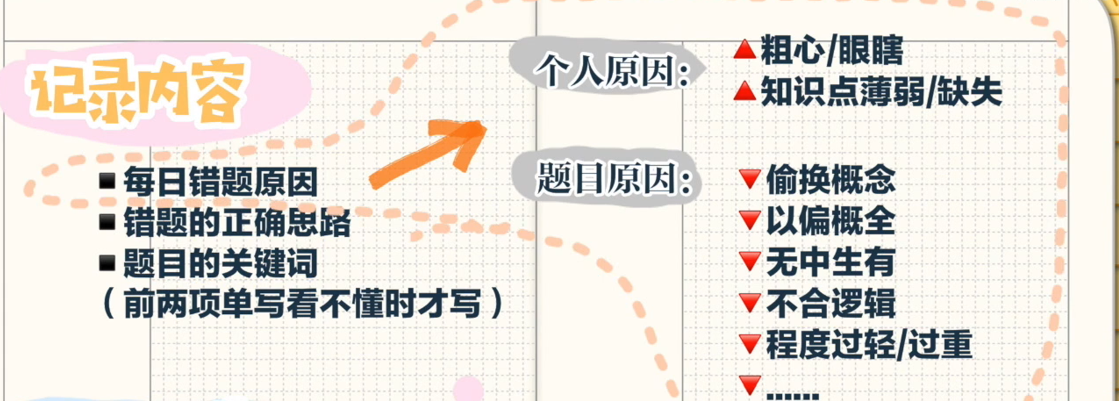 记录内容
■ 每日错题原因
■ 错题的正确思路
■ 题目的关键词
（前两项单写看不懂时才写）
个人原因：
🔺粗心/眼瞎
🔺知识点薄弱/缺失
题目原因：
🔻偷换概念
🔻以偏概全
🔻无中生有
🔻不合逻辑
🔻程度过轻/过重
🔻......